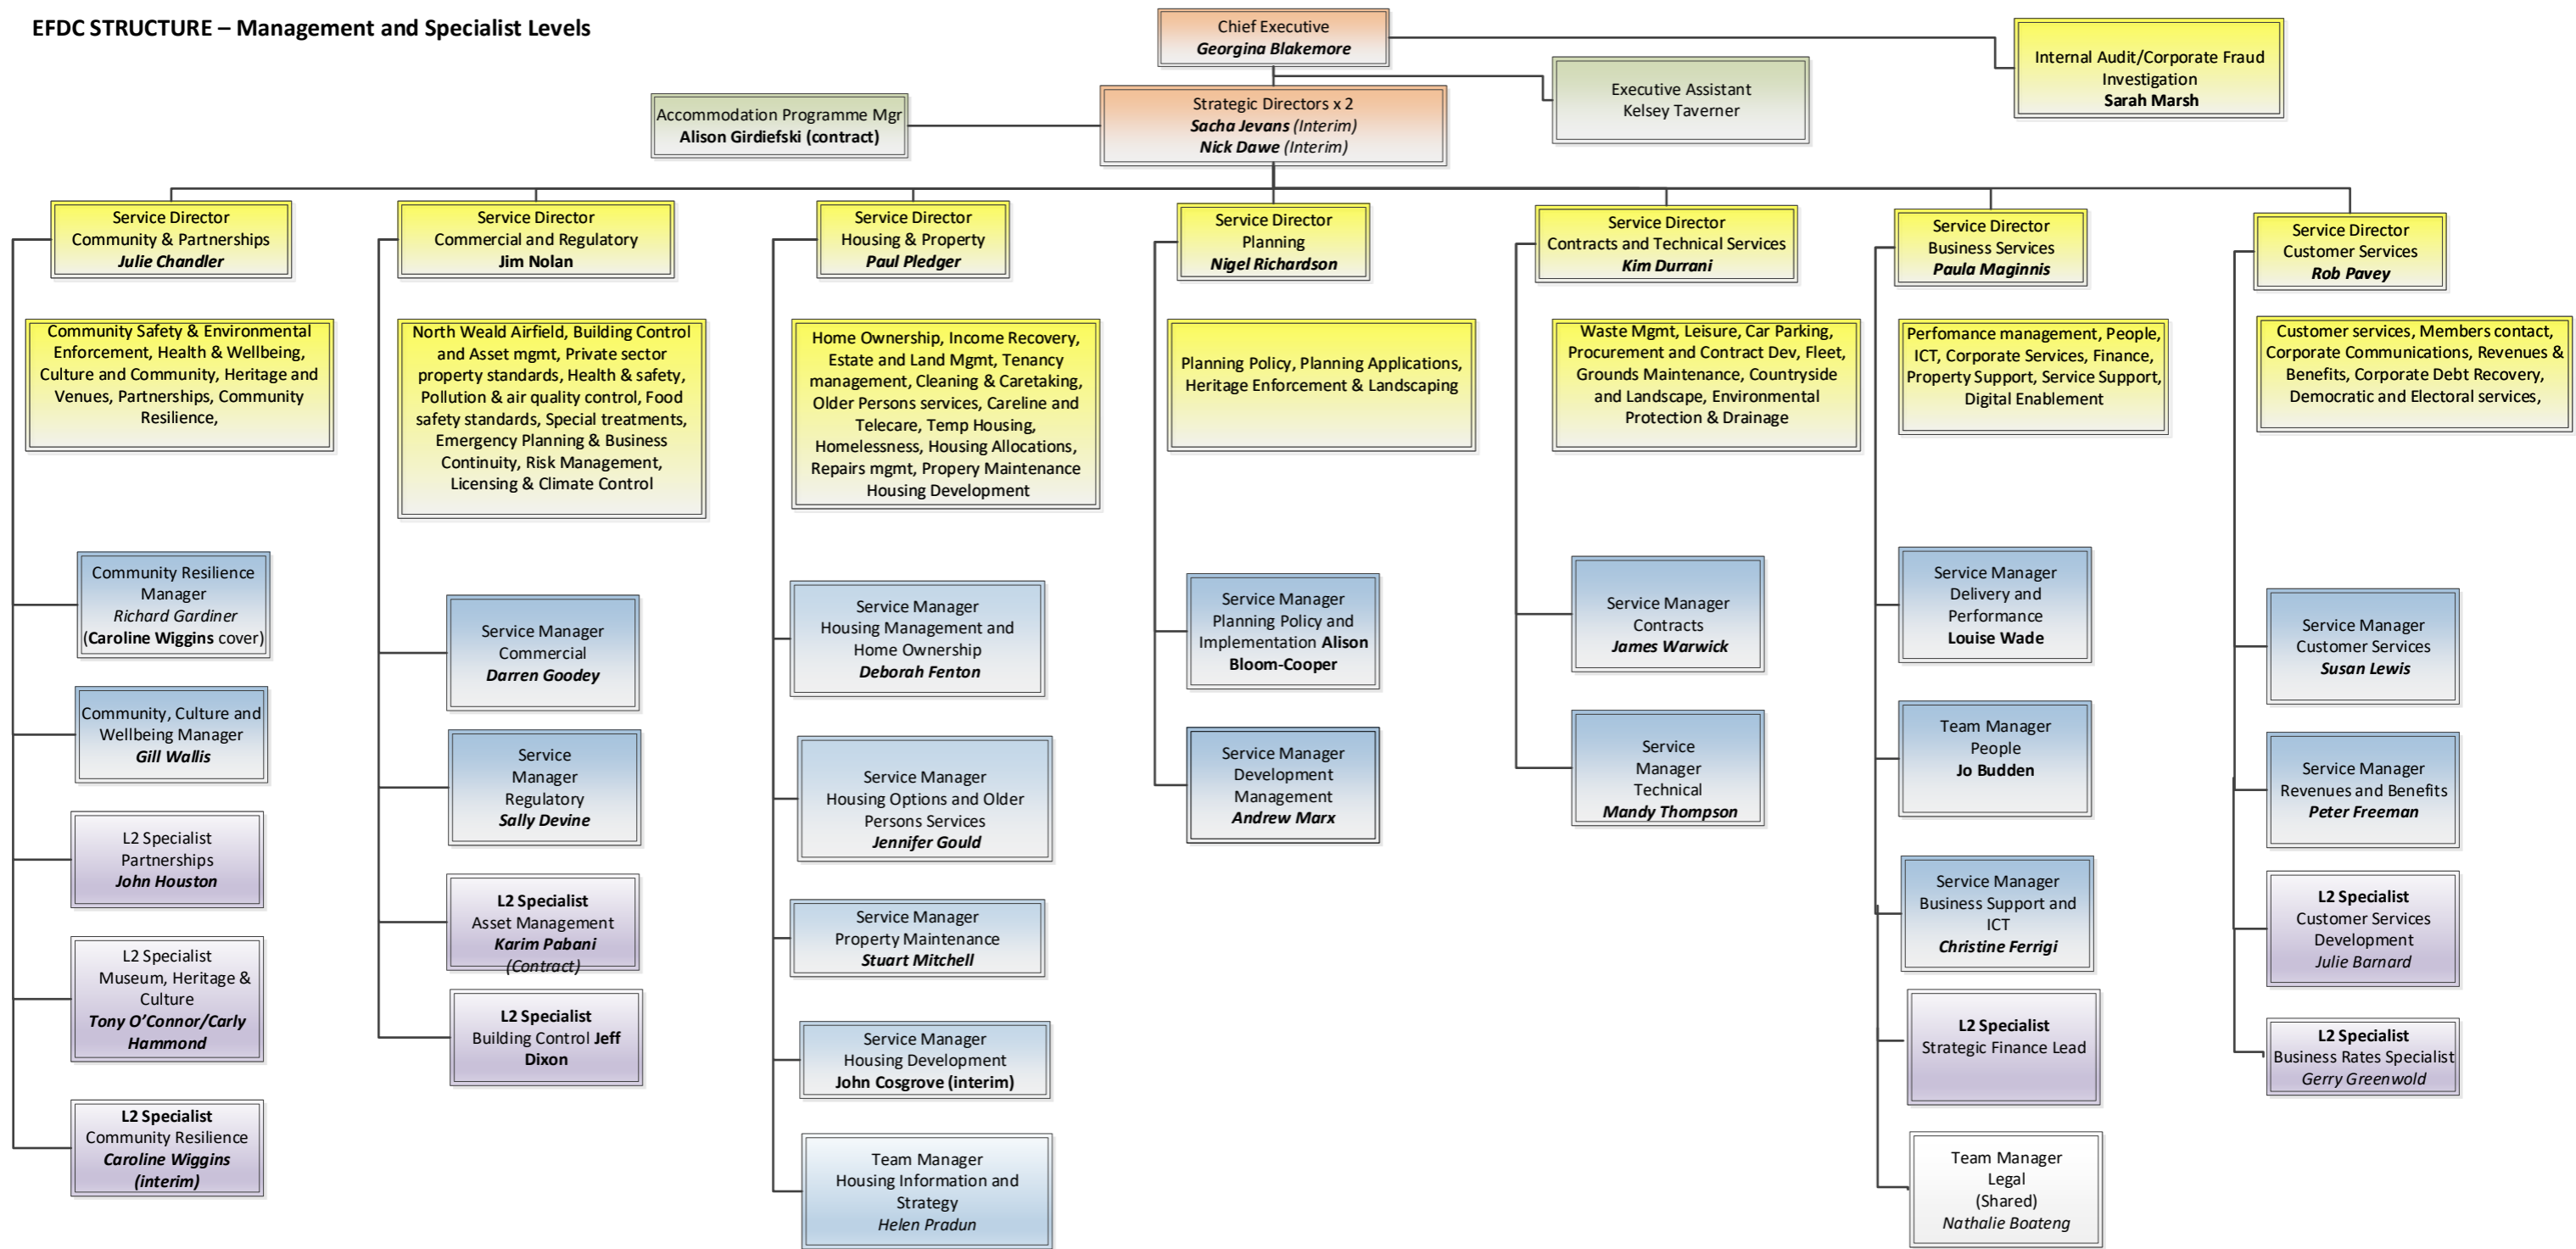 EFDC STRUCTURE – Management and Specialist Levels
Chief Executive
Georgina Blakemore
Internal Audit/Corporate Fraud
Investigation
Sarah Marsh
Executive Assistant
Kelsey Taverner
Accommodation Programme Mgr
Alison Girdiefski (contract)
Strategic Directors x 2
Sacha Jevans (Interim)
Nick Dawe (Interim)
Service Director
Community & Partnerships
Julie Chandler
Community Safety & Environmental
Enforcement, Health & Wellbeing,
Culture and Community, Heritage and
Venues, Partnerships, Community
Resilience,
Community Resilience
Manager
Richard Gardiner
(Caroline Wiggins cover)
Community, Culture and
Wellbeing Manager
Gill Wallis
L2 Specialist
Partnerships
John Houston
L2 Specialist
Museum, Heritage &
Culture
Tony O’Connor/Carly
Hammond
L2 Specialist
Community Resilience
Caroline Wiggins
(interim)
Service Director
Commercial and Regulatory
Jim Nolan
North Weald Airfield, Building Control
and Asset mgmt, Private sector
property standards, Health & safety,
Pollution & air quality control, Food
safety standards, Special treatments,
Emergency Planning & Business
Continuity, Risk Management,
Licensing & Climate Control
Service Manager
Commercial
Darren Goodey
Service
Manager
Regulatory
Sally Devine
L2 Specialist
Asset Management
Karim Pabani
(Contract)
L2 Specialist
Building Control Jeff
Dixon
Service Director
Housing & Property
Paul Pledger
Home Ownership, Income Recovery,
Estate and Land Mgmt, Tenancy
management, Cleaning & Caretaking,
Older Persons services, Careline and
Telecare, Temp Housing,
Homelessness, Housing Allocations,
Repairs mgmt, Propery Maintenance
Housing Development
Service Manager
Housing Management and
Home Ownership
Deborah Fenton
Service Manager
Housing Options and Older
Persons Services
Jennifer Gould
Service Manager
Property Maintenance
Stuart Mitchell
Service Manager
Housing Development
John Cosgrove (interim)
Team Manager
Housing Information and
Strategy
Helen Pradun
Service Director
Planning
Nigel Richardson
Planning Policy, Planning Applications,
Heritage Enforcement & Landscaping
Service Manager
Planning Policy and
Implementation Alison
Bloom-Cooper
Service Manager
Development
Management
Andrew Marx
Service Director
Contracts and Technical Services
Kim Durrani
Waste Mgmt, Leisure, Car Parking,
Procurement and Contract Dev, Fleet,
Grounds Maintenance, Countryside
and Landscape, Environmental
Protection & Drainage
Service Manager
Contracts
James Warwick
Service
Manager
Technical
Mandy Thompson
Service Director
Business Services
Paula Maginnis
Perfomance management, People,
ICT, Corporate Services, Finance,
Property Support, Service Support,
Digital Enablement
Service Manager
Delivery and
Performance
Louise Wade
Team Manager
People
Jo Budden
Service Manager
Business Support and
ICT
Christine Ferrigi
L2 Specialist
Strategic Finance Lead
Team Manager
Legal
(Shared)
Nathalie Boateng
Service Director
Customer Services
Rob Pavey
Customer services, Members contact,
Corporate Communications, Revenues &
Benefits, Corporate Debt Recovery,
Democratic and Electoral services,
Service Manager
Customer Services
Susan Lewis
Service Manager
Revenues and Benefits
Peter Freeman
L2 Specialist
Customer Services
Development
Julie Barnard
L2 Specialist
Business Rates Specialist
Gerry Greenwold